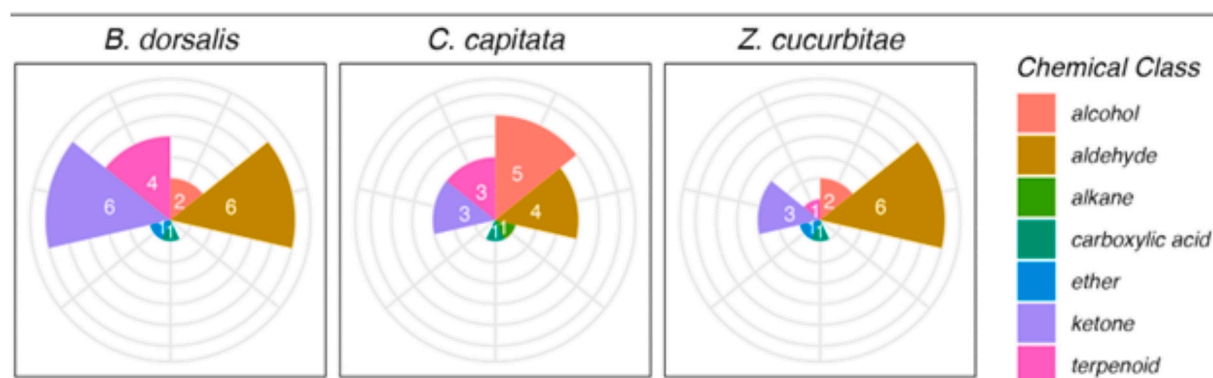 B. dorsalis
C. capitata
Z. cucurbitae
4
2
6
6
1
1
5
3
3
4
1
2
1
3
6
1
1
Chemical Class
alcohol
aldehyde
alkane
carboxylic acid
ether
ketone
terpenoid